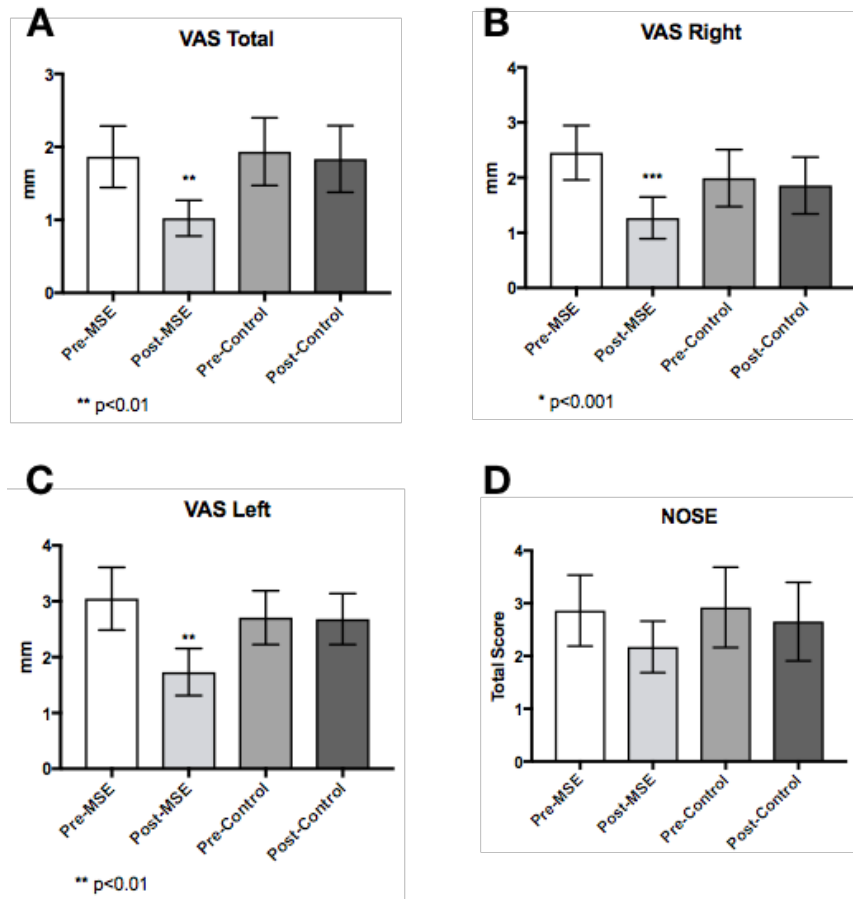 A
VAS Total
3
2
1
0
mm
**
Pre-MSE
Post-MSE
Pre-Control
Post-Control
** p<0.01
B
VAS Right
4
3
2
1
0
mm
***
Pre-MSE
Post-MSE
Pre-Control
Post-Control
* p<0.001
C
VAS Left
4
3
2
1
0
mm
**
Pre-MSE
Post-MSE
Pre-Control
Post-Control
** p<0.01
D
NOSE
4
3
2
1
0
Total Score
Pre-MSE
Post-MSE
Pre-Control
Post-Control